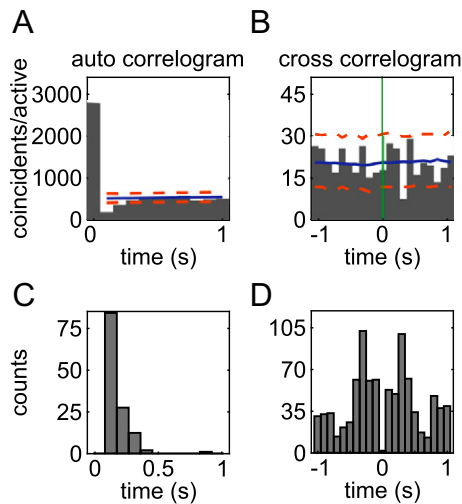 A
B
auto correlogram
cross correlogram
coincidents/active
3000
2000
1000
0
0
1
time (s)
45
30
15
0
-1
0
1
time (s)
C
D
counts
75
50
25
0
0
0.5
1
time (s)
105
70
35
0
-1
0
1
time (s)